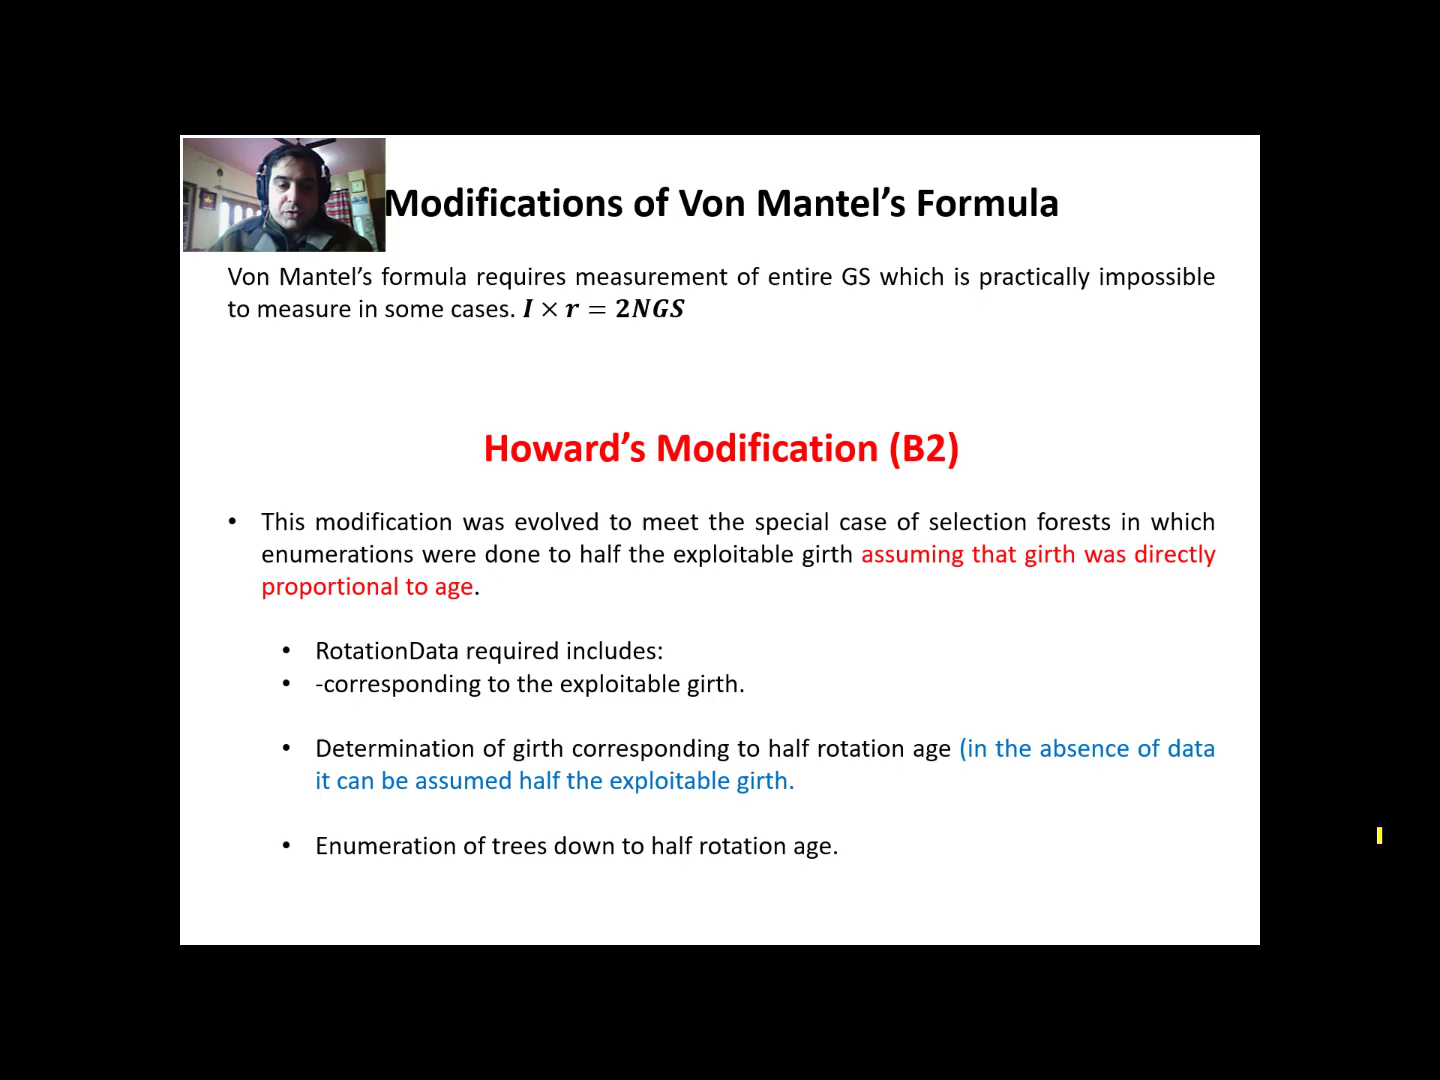 Modifications of Von Mantel’s Formula
Von Mantel’s formula requires measurement of entire GS which is practically impossible
to measure in some cases. I × r = 2NGS
Howard’s Modification (B2)
• This modification was evolved to meet the special case of selection forests in which
enumerations were done to half the exploitable girth assuming that girth was directly
proportional to age.
• RotationData required includes:
• -corresponding to the exploitable girth.
• Determination of girth corresponding to half rotation age (in the absence of data
it can be assumed half the exploitable girth.
• Enumeration of trees down to half rotation age.